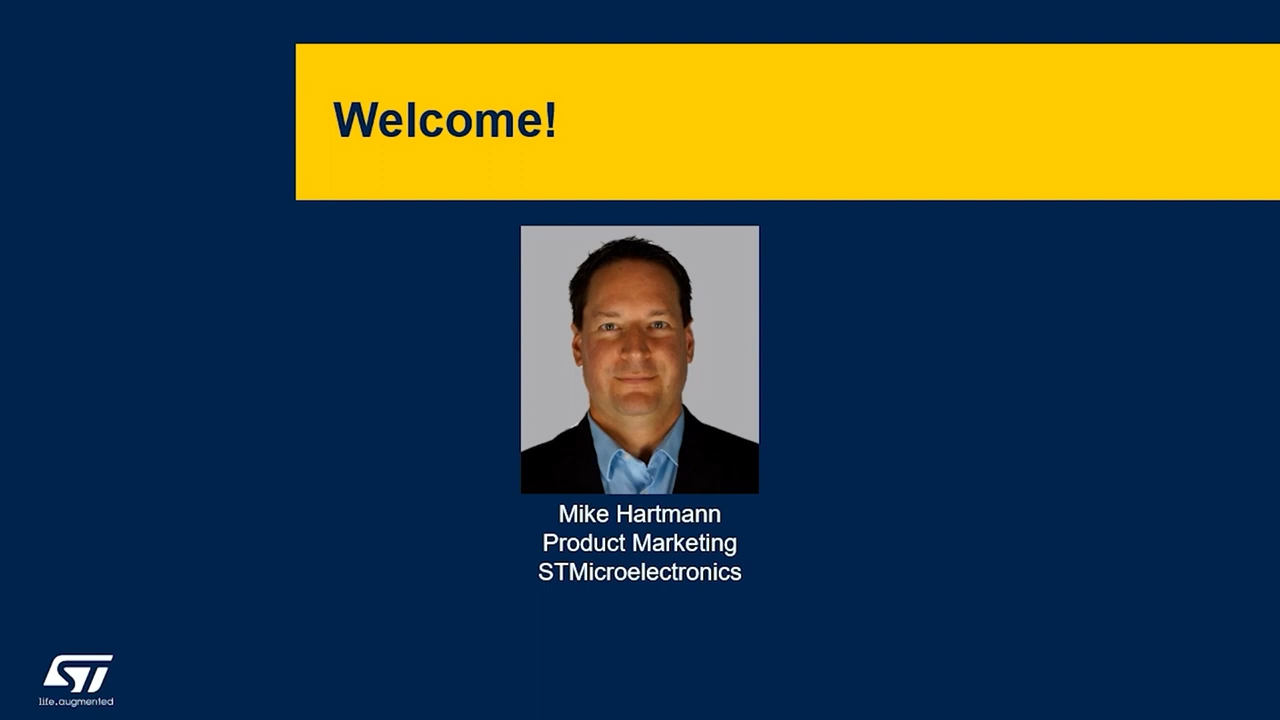 Welcome!
Mike Hartmann
Product Marketing
STMicroelectronics
ST
life.augmented